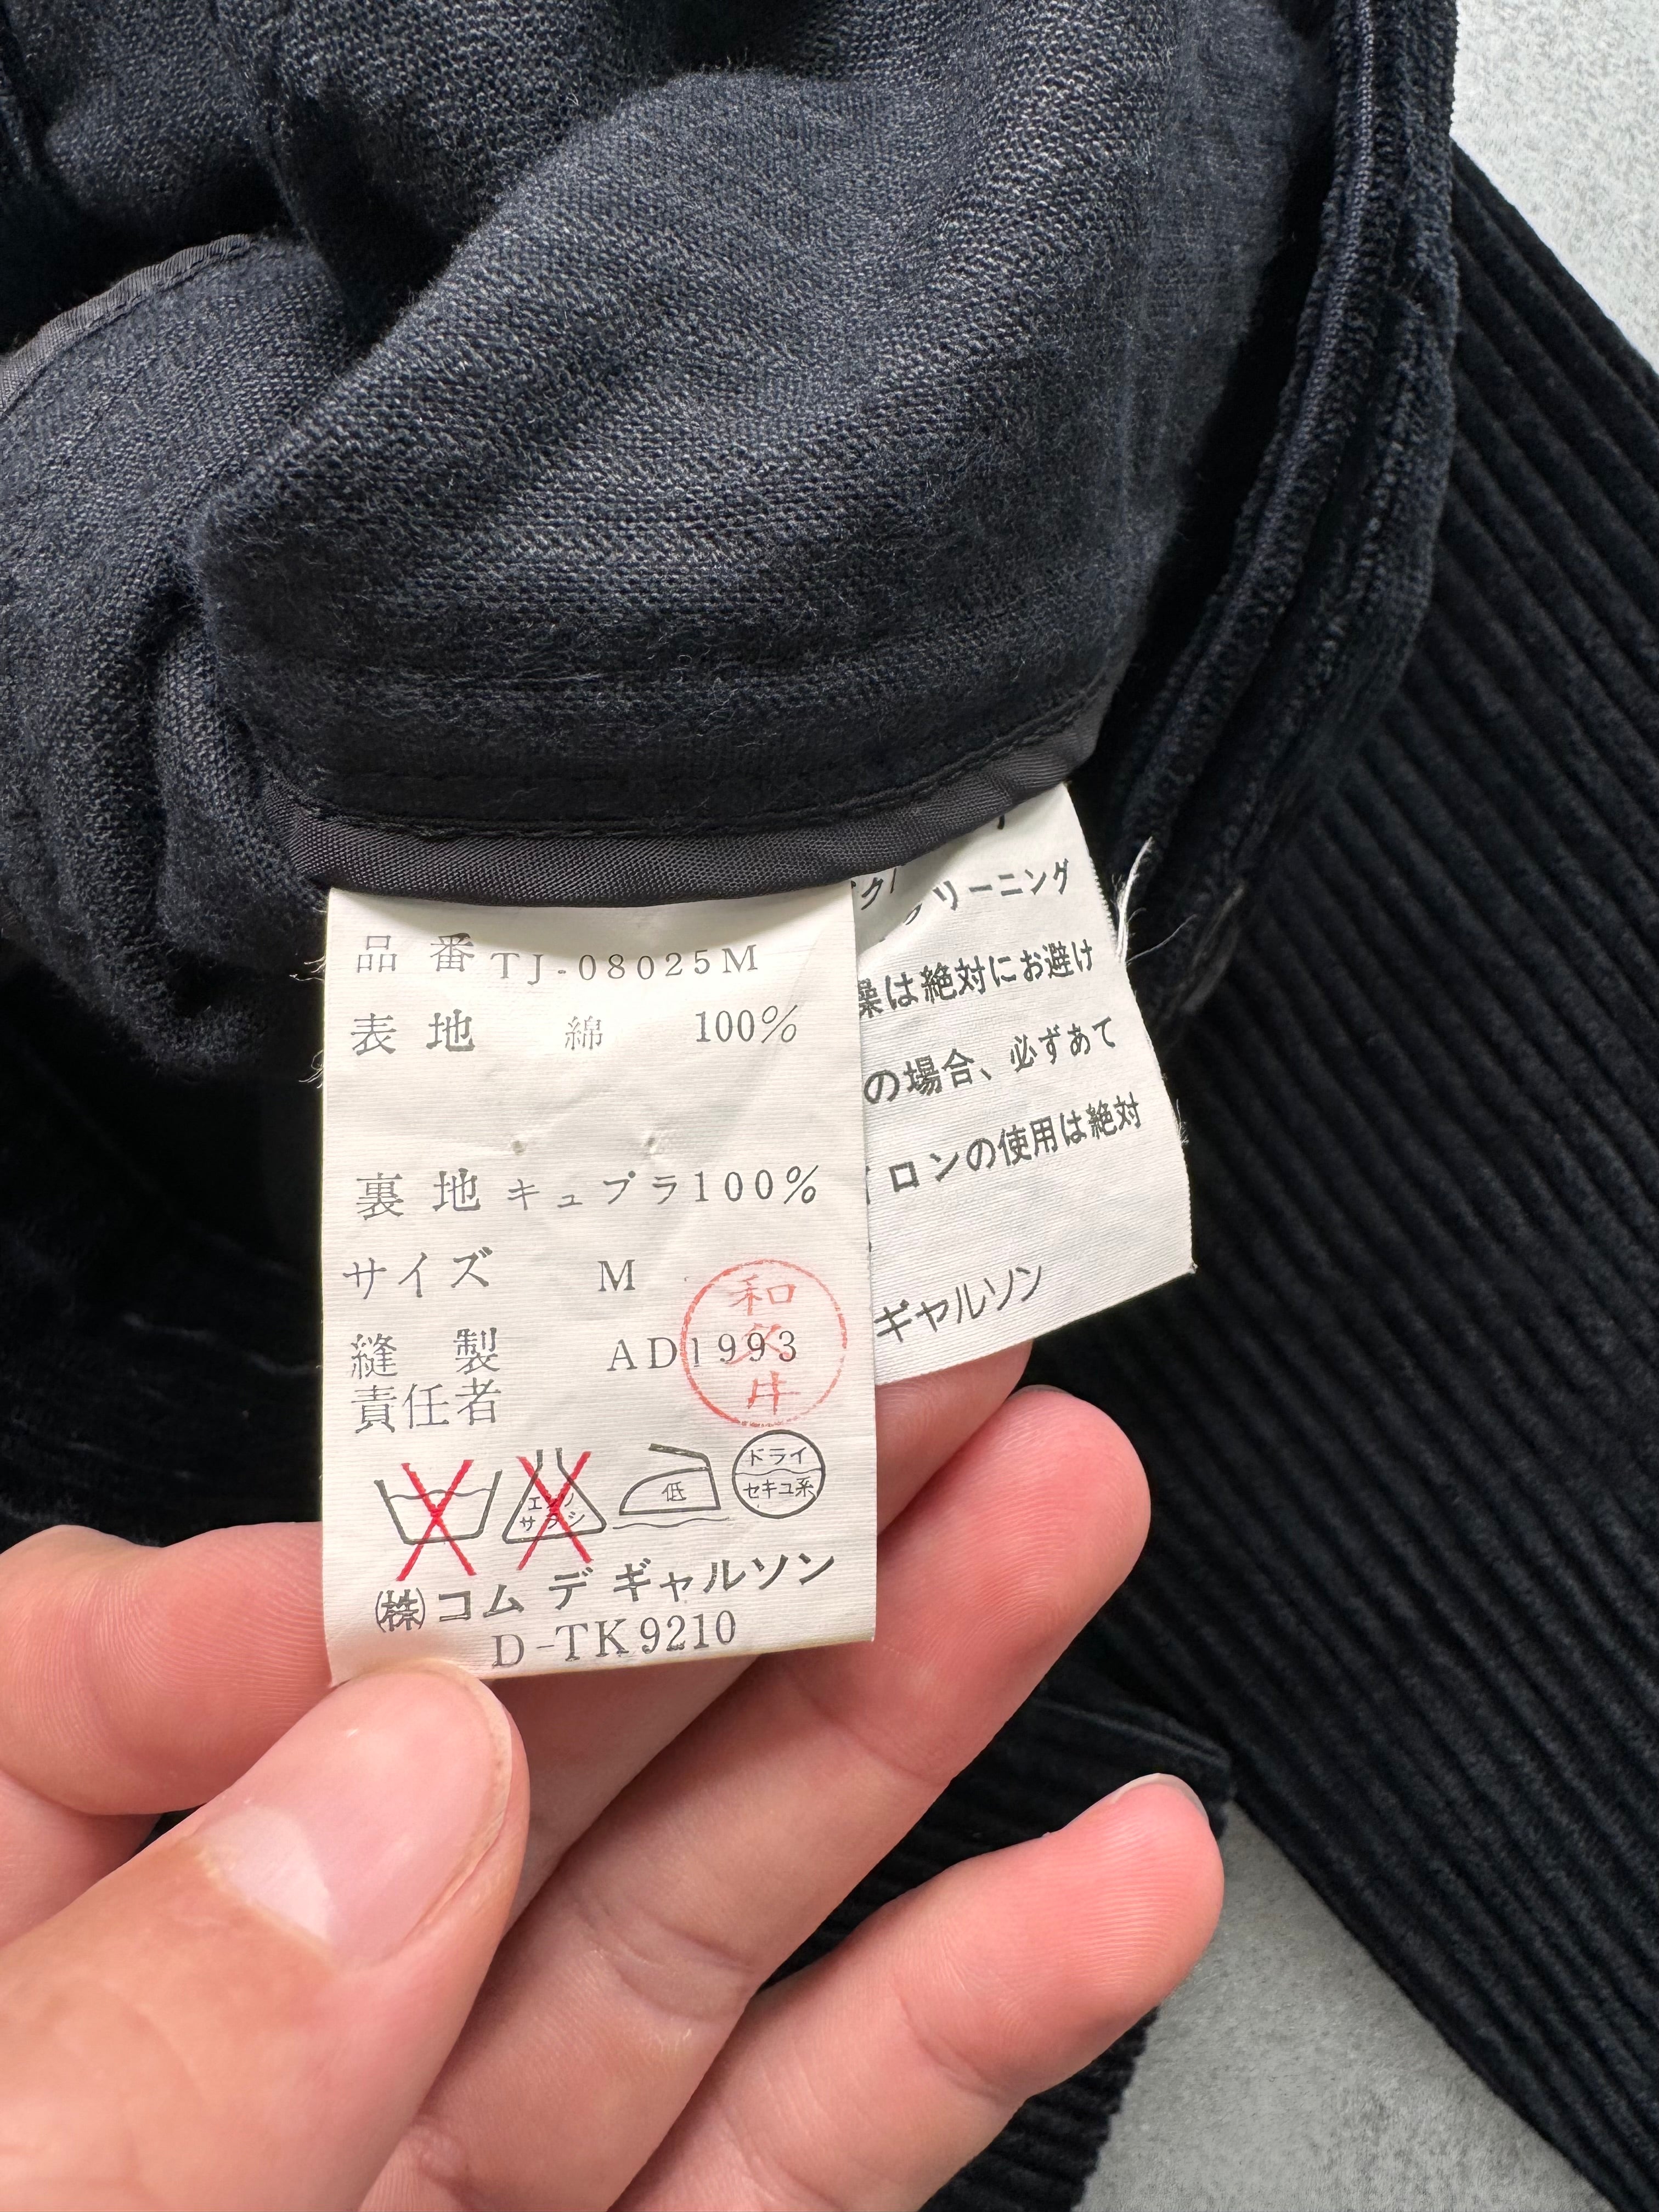 品番 TJ-08025M
表地 綿 100%
裏地 キュプラ100%
サイズ M
縫製 AD1993
責任者
和久井
エンソ
サラシ
低
ドライ
セキユ系
㈱コム デ ギャルソン
D-TK9210
クリーニング
燥は絶対にお避け
の場合、必ずあて
ロンの使用は絶対
ギャルソン